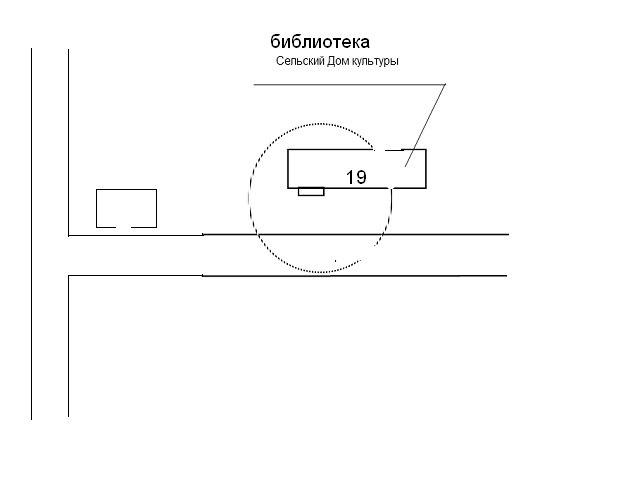 библиотека
Сельский Дом культуры
19